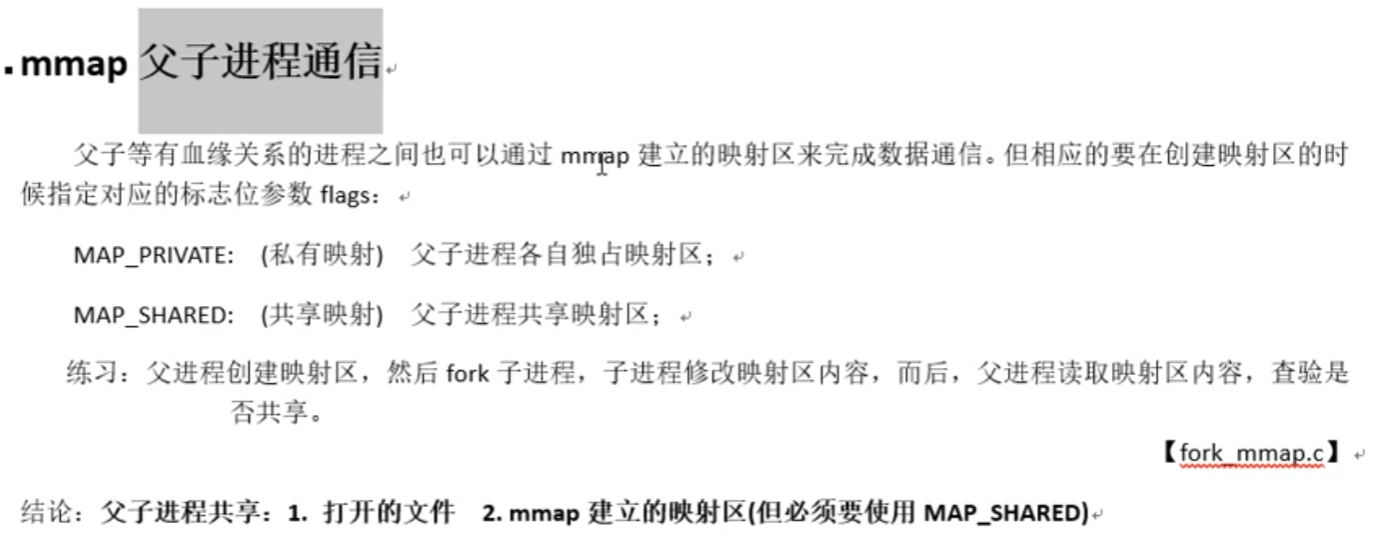 .mmap 父子进程通信
父子等有血缘关系的进程之间也可以通过 mmap 建立的映射区来完成数据通信。但相应的要在创建映射区的时
候指定对应的标志位参数 flags：
MAP_PRIVATE: (私有映射) 父子进程各自独占映射区；
MAP_SHARED: (共享映射) 父子进程共享映射区；
练习：父进程创建映射区，然后 fork 子进程，子进程修改映射区内容，而后，父进程读取映射区内容，查验是
否共享。
【fork_mmap.c】
结论：父子进程共享：1. 打开的文件 2. mmap 建立的映射区(但必须要使用 MAP_SHARED)